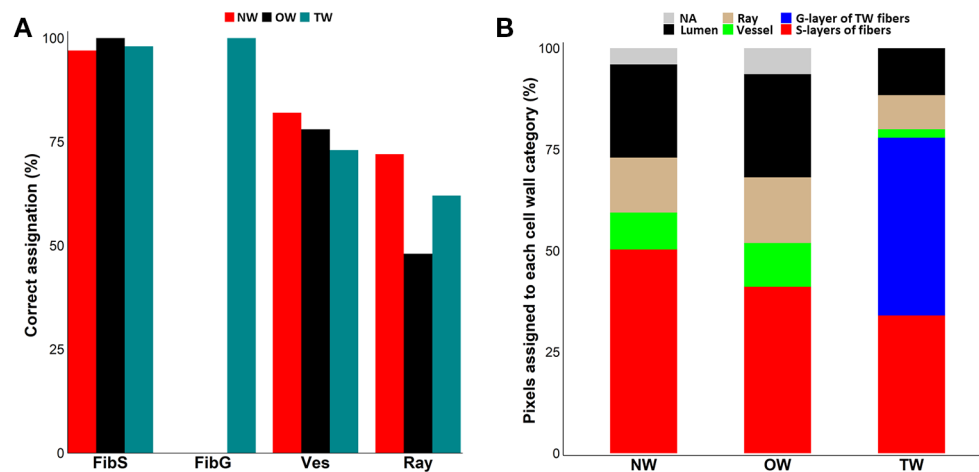 A
NW OW TW
Correct assignation (%)
100
75
50
25
0
FibS FibG Ves Ray
B
NA Ray G-layer of TW fibers
Lumen Vessel S-layers of fibers
Pixels assigned to each cell wall category (%)
100
75
50
25
0
NW OW TW